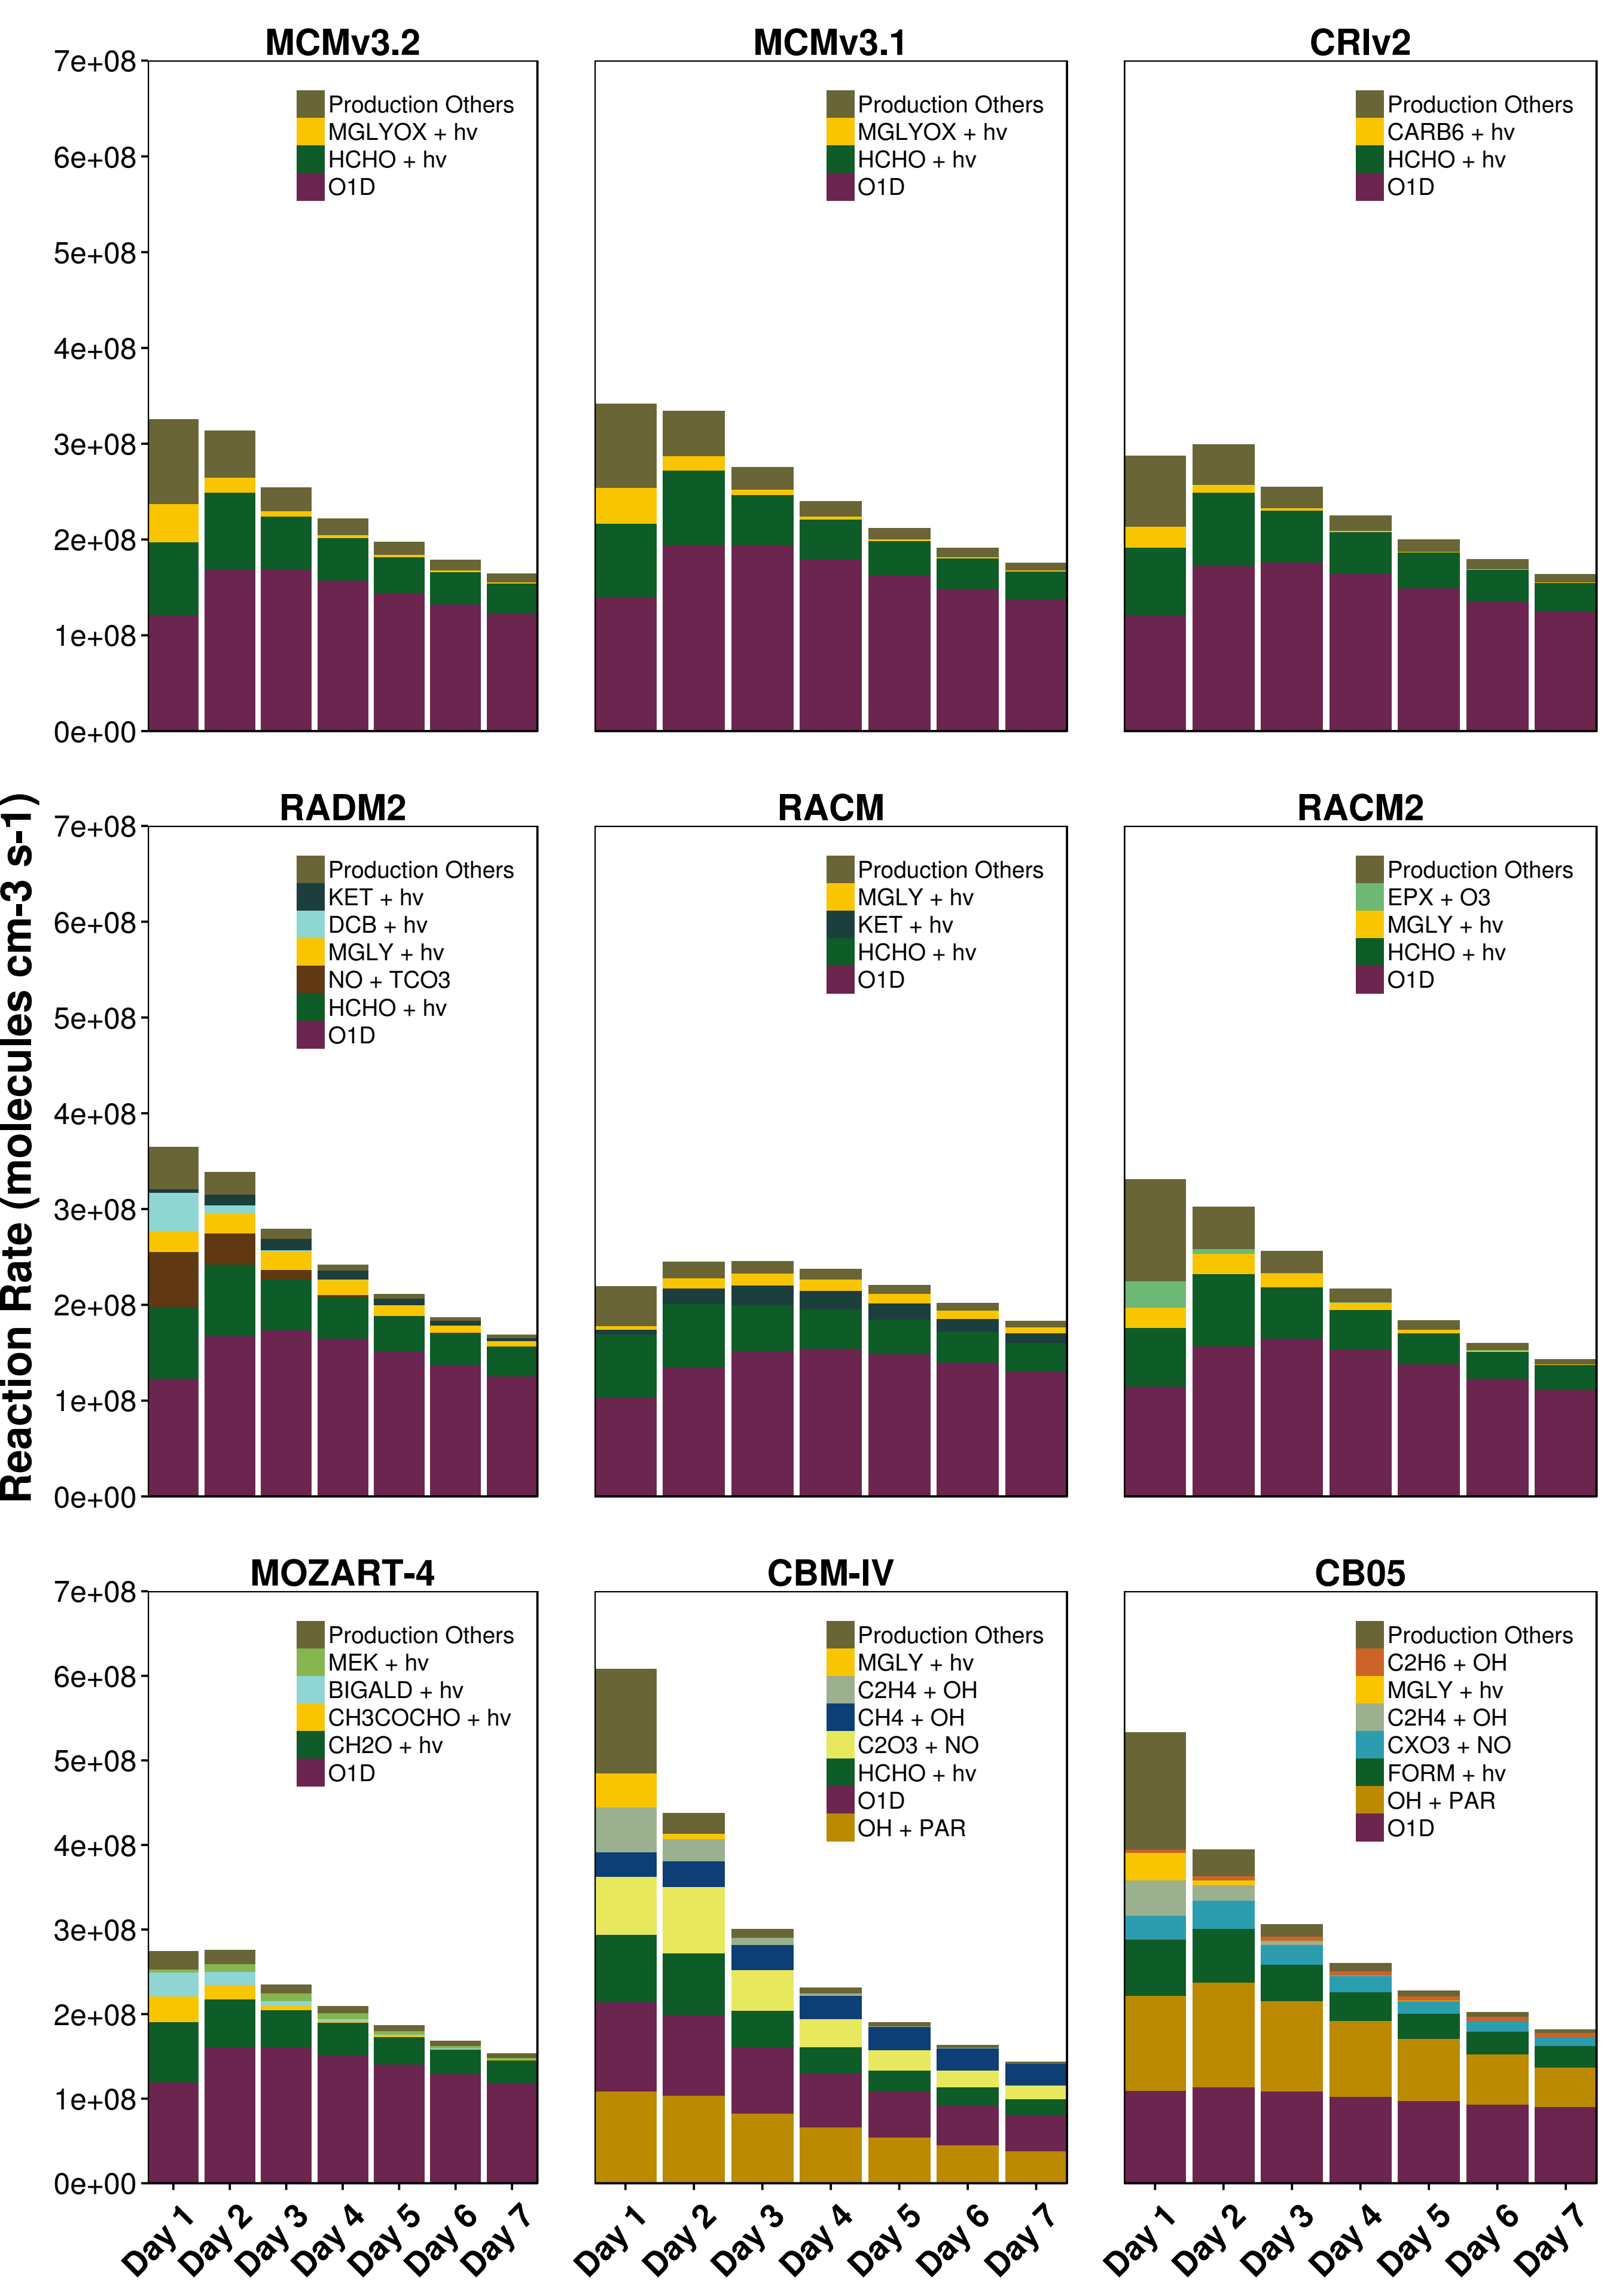 MCMv3.2
MCMv3.1
CRIv2
7e+08
6e+08
5e+08
4e+08
3e+08
2e+08
1e+08
0e+00
Production Others
MGLYOX + hv
HCHO + hv
O1D
Production Others
MGLYOX + hv
HCHO + hv
O1D
Production Others
CARB6 + hv
HCHO + hv
O1D
Reaction Rate (molecules cm-3 s-1)
RADM2
RACM
RACM2
7e+08
6e+08
5e+08
4e+08
3e+08
2e+08
1e+08
0e+00
Production Others
KET + hv
DCB + hv
MGLY + hv
NO + TCO3
HCHO + hv
O1D
Production Others
MGLY + hv
KET + hv
HCHO + hv
O1D
Production Others
EPX + O3
MGLY + hv
HCHO + hv
O1D
MOZART-4
CBM-IV
CB05
7e+08
6e+08
5e+08
4e+08
3e+08
2e+08
1e+08
0e+00
Production Others
MEK + hv
BIGALD + hv
CH3COCHO + hv
CH2O + hv
O1D
Production Others
MGLY + hv
C2H4 + OH
CH4 + OH
C2O3 + NO
HCHO + hv
O1D
OH + PAR
Production Others
C2H6 + OH
MGLY + hv
C2H4 + OH
CXO3 + NO
FORM + hv
OH + PAR
O1D
Day 1
Day 2
Day 3
Day 4
Day 5
Day 6
Day 7
Day 1
Day 2
Day 3
Day 4
Day 5
Day 6
Day 7
Day 1
Day 2
Day 3
Day 4
Day 5
Day 6
Day 7